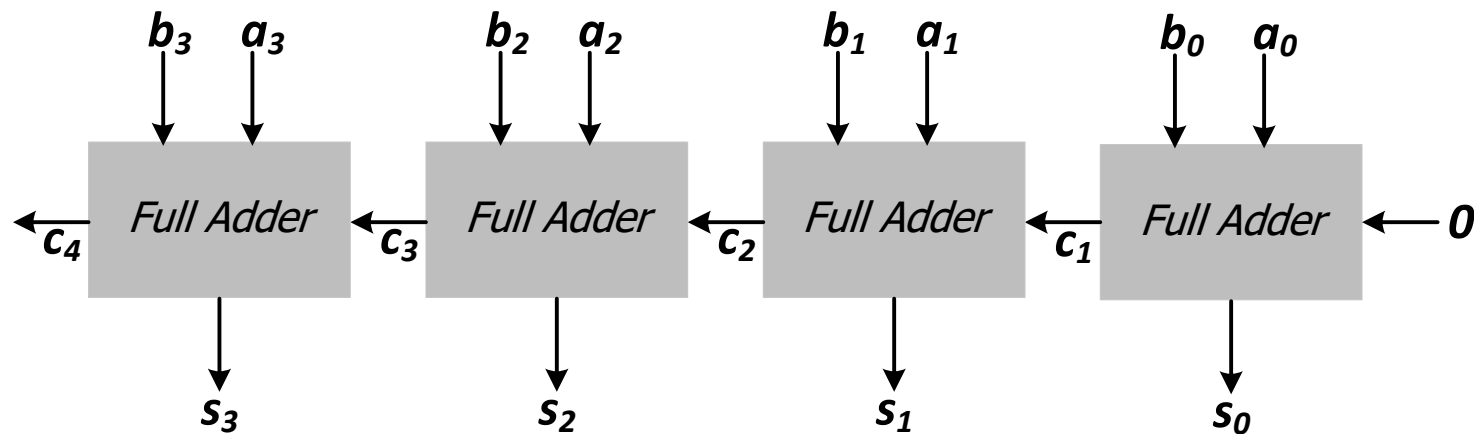 b₃ a₃ b₂ a₂ b₁ a₁ b₀ a₀
Full Adder Full Adder Full Adder Full Adder 0
c₄ c₃ c₂ c₁
s₃ s₂ s₁ s₀